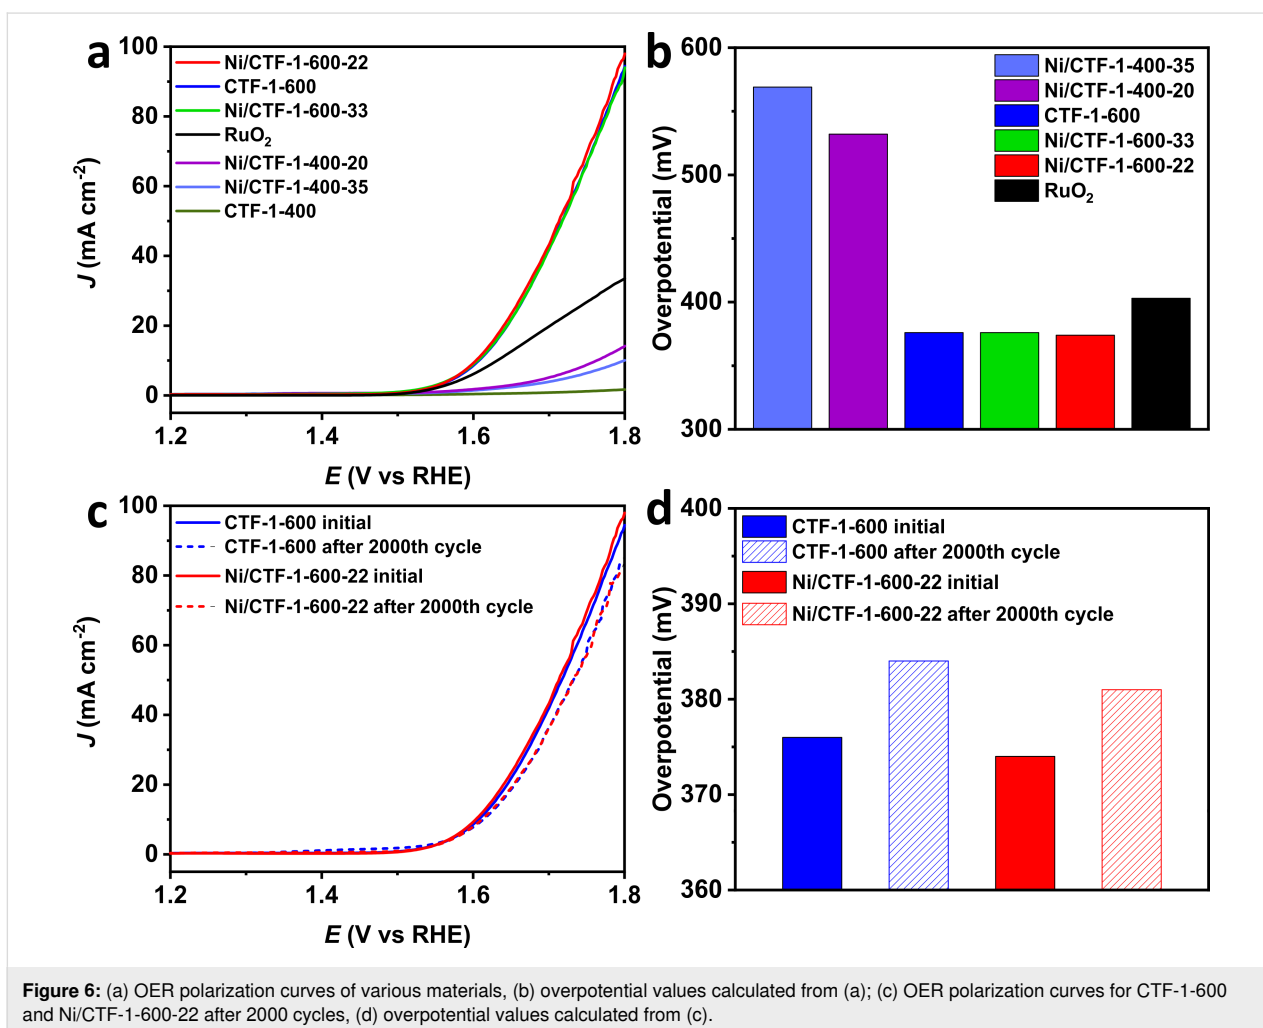 a
100
80
60
40
20
0
J (mA cm-2)
Ni/CTF-1-600-22
CTF-1-600
Ni/CTF-1-600-33
RuO2
Ni/CTF-1-400-20
Ni/CTF-1-400-35
CTF-1-400
1.2
1.4
1.6
1.8
E (V vs RHE)
b
600
500
400
300
Overpotential (mV)
Ni/CTF-1-400-35
Ni/CTF-1-400-20
CTF-1-600
Ni/CTF-1-600-33
Ni/CTF-1-600-22
RuO2
c
100
80
60
40
20
0
J (mA cm-2)
CTF-1-600 initial
CTF-1-600 after 2000th cycle
Ni/CTF-1-600-22 initial
Ni/CTF-1-600-22 after 2000th cycle
1.2
1.4
1.6
1.8
E (V vs RHE)
d
400
390
380
370
360
Overpotential (mV)
CTF-1-600 initial
CTF-1-600 after 2000th cycle
Ni/CTF-1-600-22 initial
Ni/CTF-1-600-22 after 2000th cycle
Figure 6: (a) OER polarization curves of various materials, (b) overpotential values calculated from (a); (c) OER polarization curves for CTF-1-600
and Ni/CTF-1-600-22 after 2000 cycles, (d) overpotential values calculated from (c).